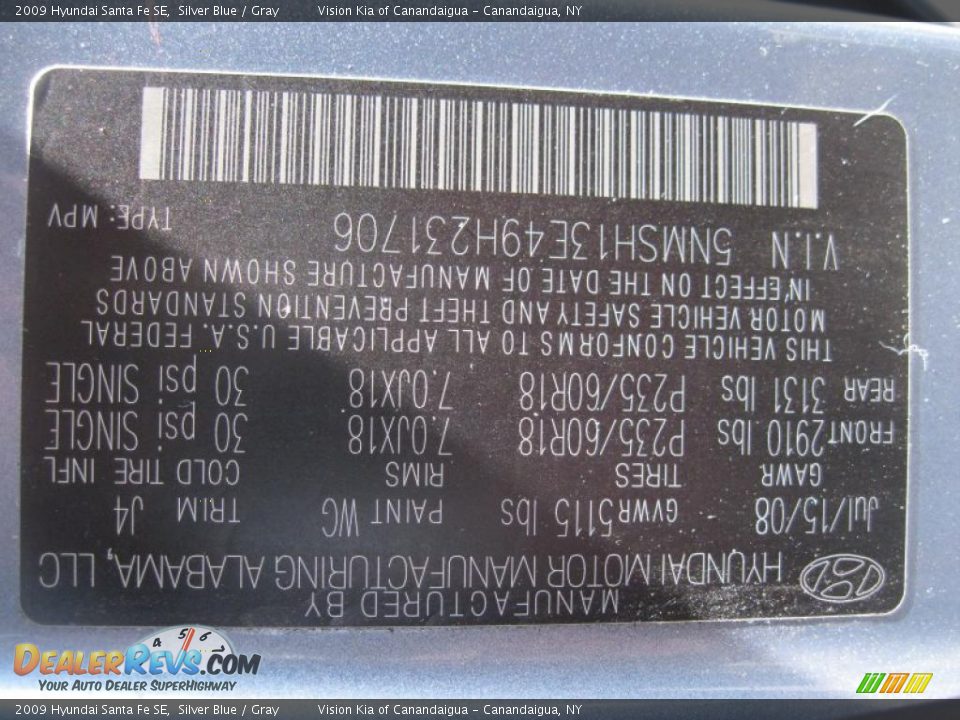 2009 Hyundai Santa Fe SE,  Silver Blue / Gray     Vision Kia of Canandaigua - Canandaigua, NY
MANUFACTURED BY
HYUNDAI MOTOR MANUFACTURING ALABAMA, LLC
Jul/15/08 GVWR 5115 lbs PAINT WC TRIM J4
GAWR TIRES RIMS COLD TIRE INFL
FRONT 2910 lbs P235/60R18 7.0JX18 30 psi SINGLE
REAR 3131 lbs P235/60R18 7.0JX18 30 psi SINGLE
THIS VEHICLE CONFORMS TO ALL APPLICABLE U.S.A. FEDERAL
MOTOR VEHICLE SAFETY AND THEFT PREVENTION STANDARDS
IN EFFECT ON THE DATE OF MANUFACTURE SHOWN ABOVE
V.I.N 5NMSH13E49H231706 TYPE: MPV
4 5 6
DEALERREVS.COM
YOUR AUTO DEALER SUPERHIGHWAY
2009 Hyundai Santa Fe SE,  Silver Blue / Gray     Vision Kia of Canandaigua - Canandaigua, NY